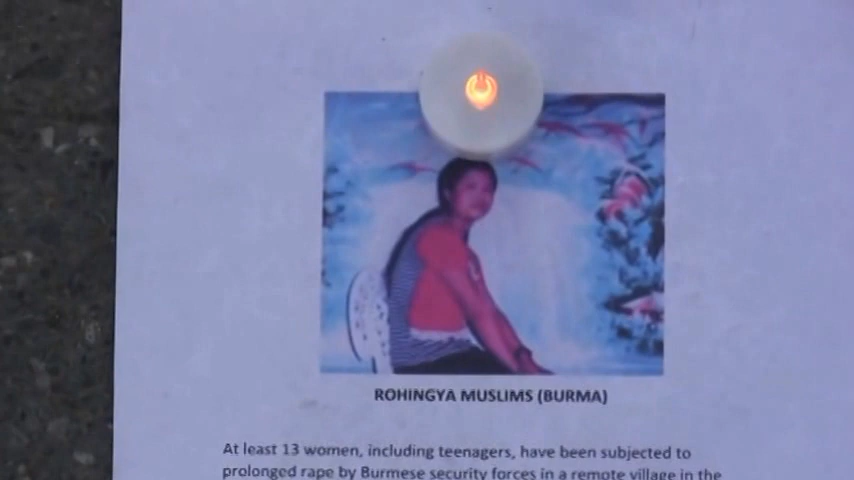 ROHINGYA MUSLIMS (BURMA)
At least 13 women, including teenagers, have been subjected to
prolonged rape by Burmese security forces in a remote village in the